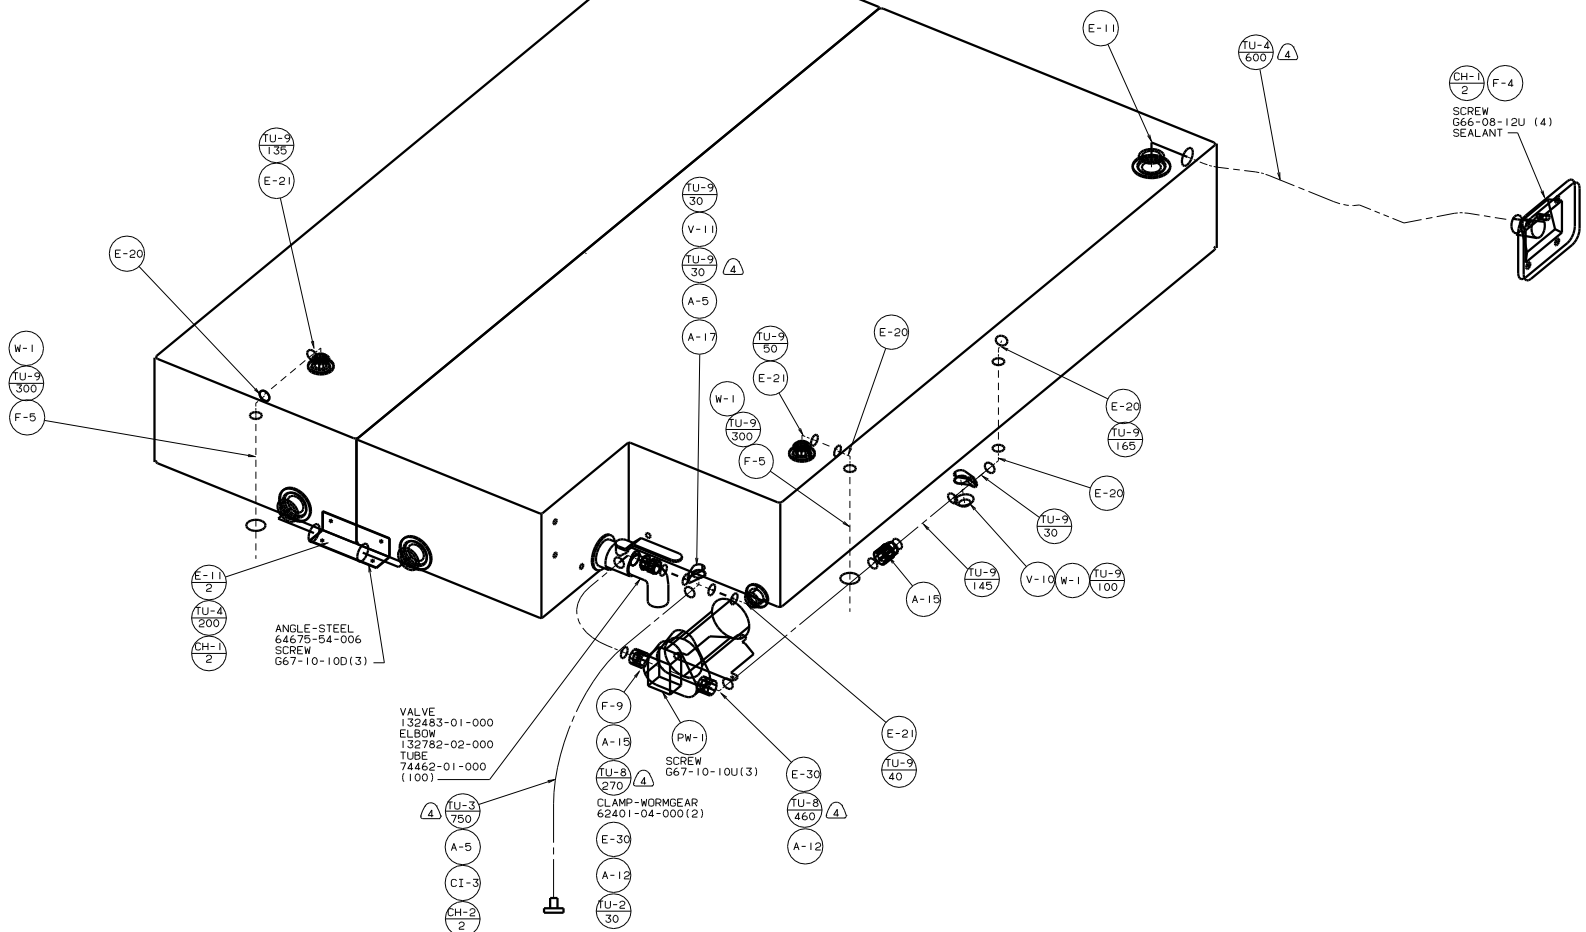 E-11
TU-4
600
4
CH-1
2
F-4
SCREW
G66-08-12U (4)
SEALANT
TU-9
135
E-21
E-20
W-1
TU-9
300
F-5
TU-9
30
V-11
TU-9
30
4
A-5
A-17
TU-9
50
E-21
W-1
TU-9
300
F-5
E-20
E-20
TU-9
165
E-20
TU-9
30
V-10
W-1
TU-9
100
TU-9
145
A-15
E-11
2
TU-4
200
CH-1
2
ANGLE-STEEL
64675-54-006
SCREW
G67-10-10D(3)
VALVE
132483-01-000
ELBOW
132782-02-000
TUBE
74462-01-000
(100)
4
TU-3
750
A-5
CI-3
CH-2
2
F-9
A-15
TU-8
270
4
CLAMP-WORMGEAR
62401-04-000(2)
E-30
A-12
TU-2
30
PW-1
SCREW
G67-10-10U(3)
E-30
TU-8
460
4
A-12
E-21
TU-9
40